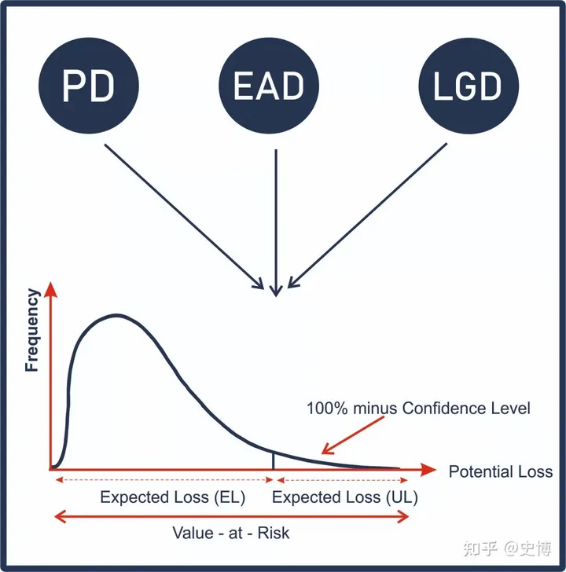 PD
EAD
LGD
Frequency
100% minus Confidence Level
Potential Loss
Expected Loss (EL)
Expected Loss (UL)
Value - at - Risk
知乎 @史博